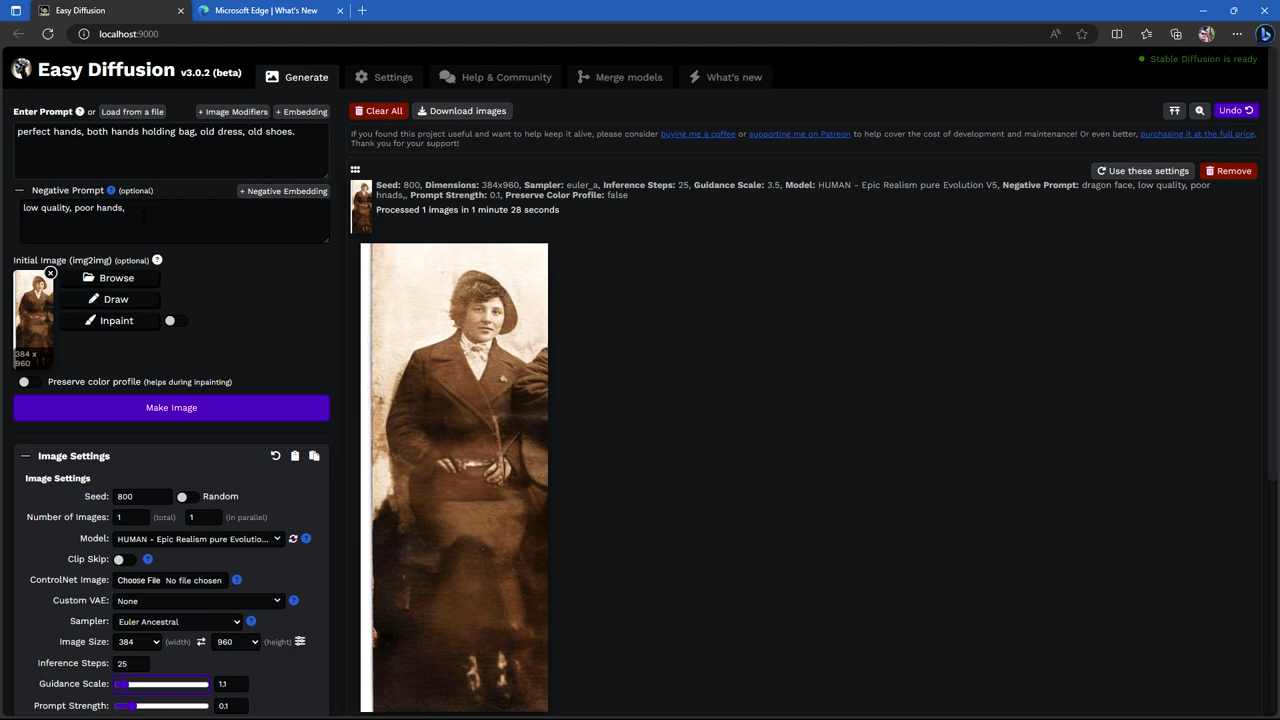 Easy Diffusion
Microsoft Edge | What's New
localhost:9000
Easy Diffusion v3.0.2 (beta)
Generate
Settings
Help & Community
Merge models
What's new
Stable Diffusion is ready
Enter Prompt ? or Load from a file
+ Image Modifiers
+ Embedding
perfect hands, both hands holding bag, old dress, old shoes.
Negative Prompt ? (optional)
+ Negative Embedding
low quality, poor hands,
Initial Image (img2img) (optional) ?
Browse
Draw
Inpaint
384 x
960
Preserve color profile (helps during inpainting)
Make Image
Image Settings
Image Settings
Seed: 800 Random
Number of Images: 1 (total) 1 (in parallel)
Model: HUMAN - Epic Realism pure Evolutio... ?
Clip Skip: ?
ControlNet Image: Choose File No file chosen ?
Custom VAE: None ?
Sampler: Euler Ancestral ?
Image Size: 384 (width) 960 (height)
Inference Steps: 25
Guidance Scale: 1.1
Prompt Strength: 0.1
Clear All
Download images
Undo
If you found this project useful and want to help keep it alive, please consider buying me a coffee or supporting me on Patreon to help cover the cost of development and maintenance! Or even better, purchasing it at the full price.
Thank you for your support!
Use these settings
Remove
Seed: 800, Dimensions: 384x960, Sampler: euler_a, Inference Steps: 25, Guidance Scale: 3.5, Model: HUMAN - Epic Realism pure Evolution V5, Negative Prompt: dragon face, low quality, poor
hnads,, Prompt Strength: 0.1, Preserve Color Profile: false
Processed 1 images in 1 minute 28 seconds